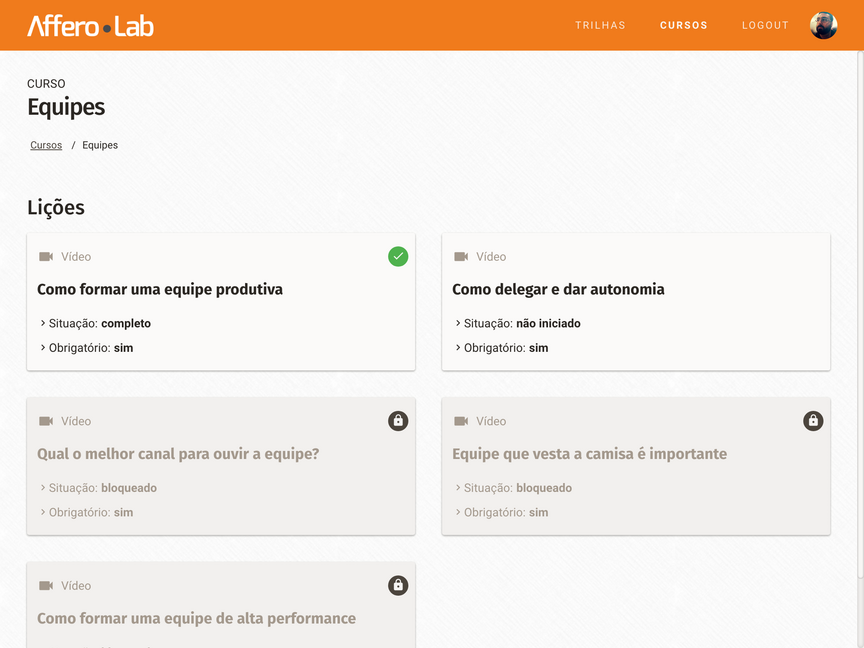 Affero Lab
TRILHAS
CURSOS
LOGOUT
CURSO
Equipes
Cursos / Equipes
Lições
Vídeo
Como formar uma equipe produtiva
Situação: completo
Obrigatório: sim
Vídeo
Como delegar e dar autonomia
Situação: não iniciado
Obrigatório: sim
Vídeo
Qual o melhor canal para ouvir a equipe?
Situação: bloqueado
Obrigatório: sim
Vídeo
Equipe que vesta a camisa é importante
Situação: bloqueado
Obrigatório: sim
Vídeo
Como formar uma equipe de alta performance